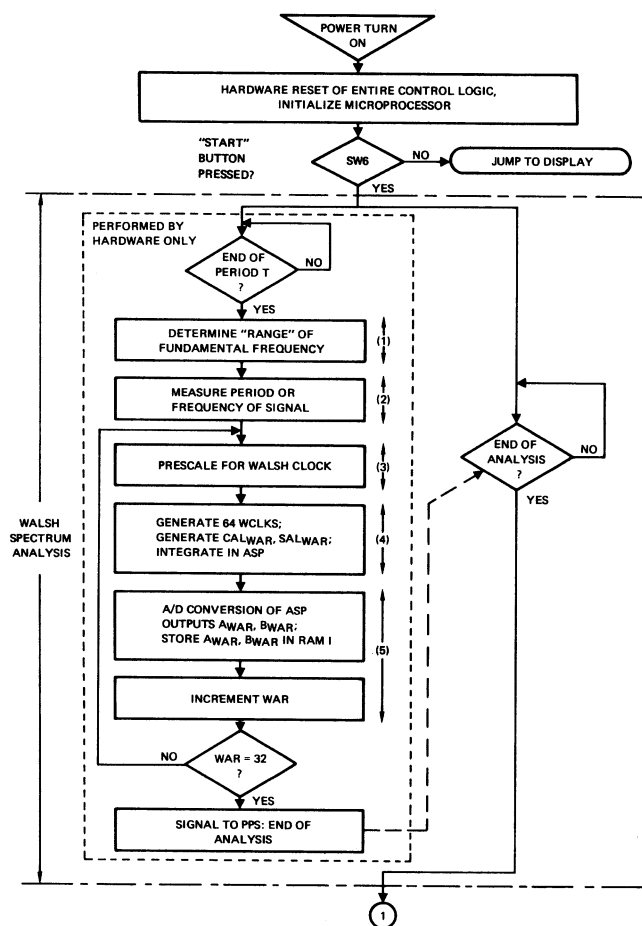 POWER TURN
ON
HARDWARE RESET OF ENTIRE CONTROL LOGIC,
INITIALIZE MICROPROCESSOR
"START"
BUTTON
PRESSED?
SW6
NO
JUMP TO DISPLAY
YES
PERFORMED BY
HARDWARE ONLY
END OF
PERIOD T
?
NO
YES
DETERMINE "RANGE" OF
FUNDAMENTAL FREQUENCY
(1)
MEASURE PERIOD OR
FREQUENCY OF SIGNAL
(2)
PRESCALE FOR WALSH CLOCK
(3)
GENERATE 64 WCLKS;
GENERATE CALWAR, SALWAR;
INTEGRATE IN ASP
(4)
A/D CONVERSION OF ASP
OUTPUTS AWAR, BWAR;
STORE AWAR, BWAR IN RAM I
(5)
INCREMENT WAR
WAR = 32
?
NO
YES
SIGNAL TO PPS: END OF
ANALYSIS
END OF
ANALYSIS
?
NO
YES
WALSH
SPECTRUM
ANALYSIS
1